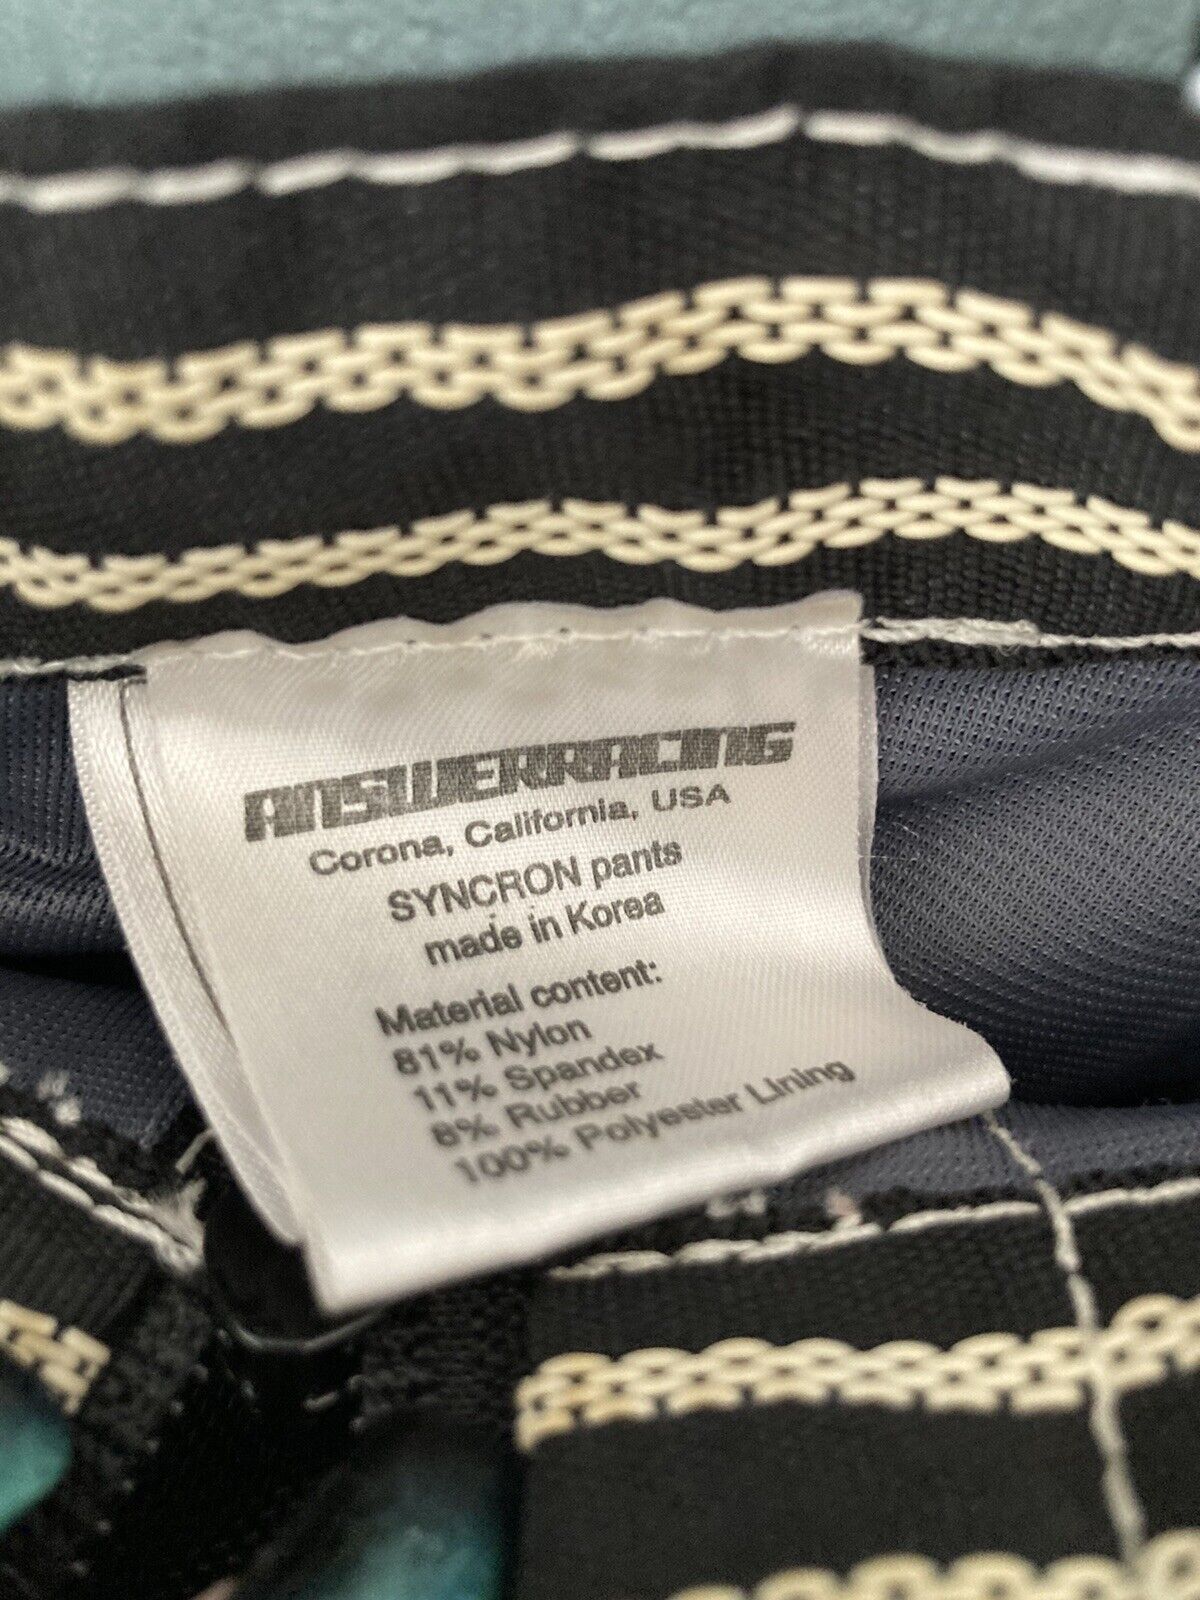 ANSWERRACING
Corona, California, USA
SYNCRON pants
made in Korea
Material content:
81% Nylon
11% Spandex
8% Rubber
100% Polyester Lining